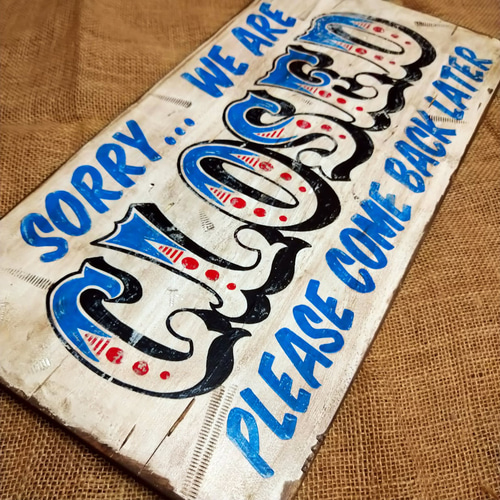 SORRY... WE ARE
CLOSED
PLEASE COME BACK LATER